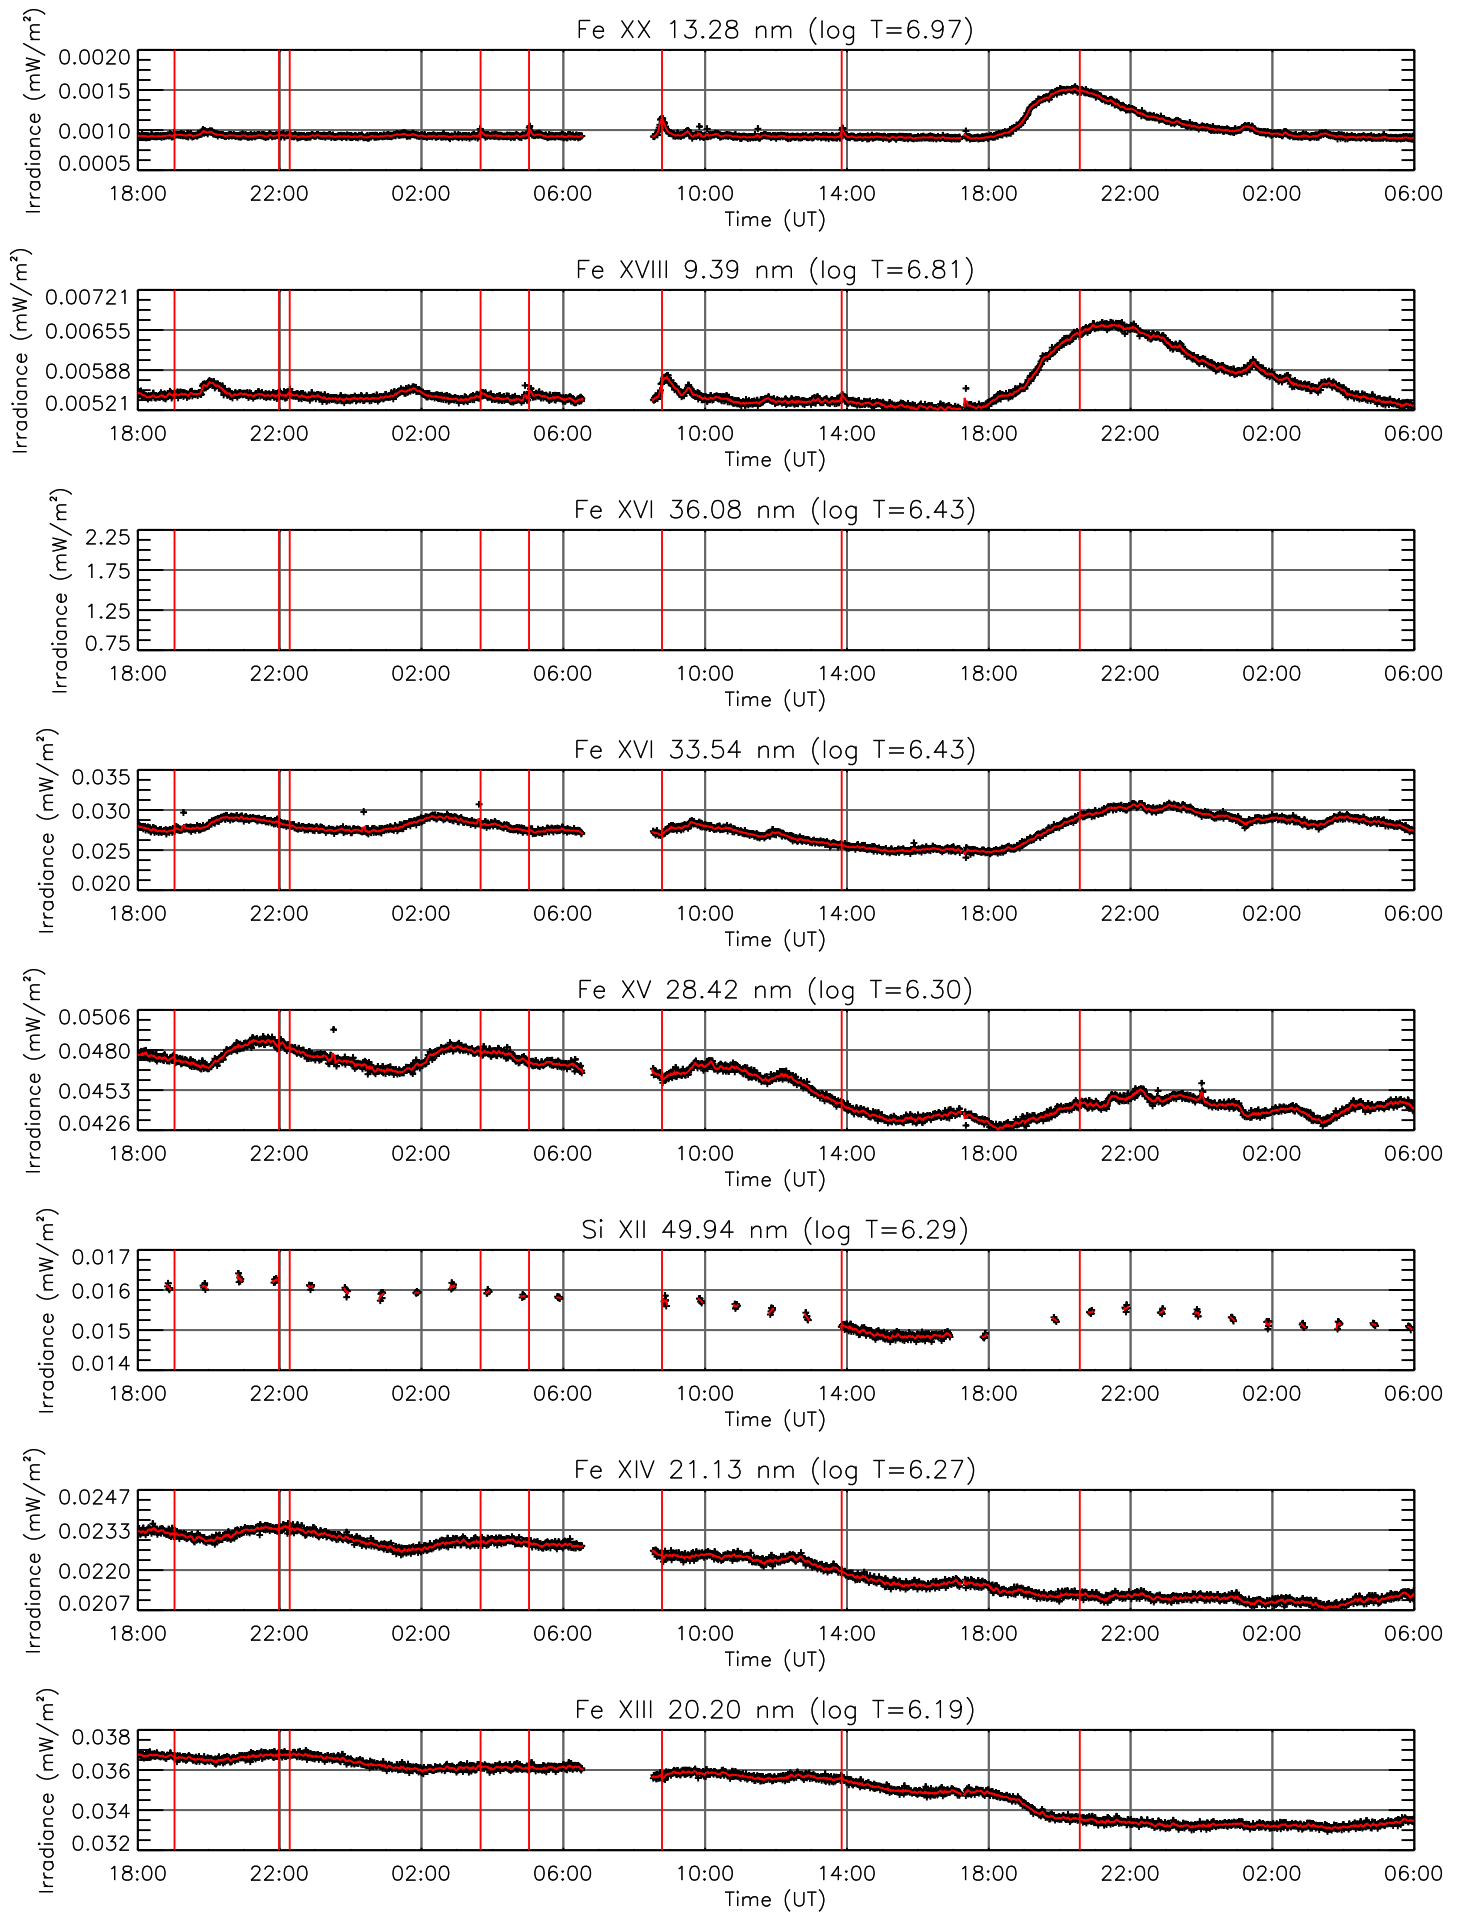 Fe XX 13.28 nm (log T=6.97)
Irradiance (mW/m²)
0.0020
0.0015
0.0010
0.0005
18:00 22:00 02:00 06:00 10:00 14:00 18:00 22:00 02:00 06:00
Time (UT)
Fe XVIII 9.39 nm (log T=6.81)
Irradiance (mW/m²)
0.00721
0.00655
0.00588
0.00521
18:00 22:00 02:00 06:00 10:00 14:00 18:00 22:00 02:00 06:00
Time (UT)
Fe XVI 36.08 nm (log T=6.43)
Irradiance (mW/m²)
2.25
1.75
1.25
0.75
18:00 22:00 02:00 06:00 10:00 14:00 18:00 22:00 02:00 06:00
Time (UT)
Fe XVI 33.54 nm (log T=6.43)
Irradiance (mW/m²)
0.035
0.030
0.025
0.020
18:00 22:00 02:00 06:00 10:00 14:00 18:00 22:00 02:00 06:00
Time (UT)
Fe XV 28.42 nm (log T=6.30)
Irradiance (mW/m²)
0.0506
0.0480
0.0453
0.0426
18:00 22:00 02:00 06:00 10:00 14:00 18:00 22:00 02:00 06:00
Time (UT)
Si XII 49.94 nm (log T=6.29)
Irradiance (mW/m²)
0.017
0.016
0.015
0.014
18:00 22:00 02:00 06:00 10:00 14:00 18:00 22:00 02:00 06:00
Time (UT)
Fe XIV 21.13 nm (log T=6.27)
Irradiance (mW/m²)
0.0247
0.0233
0.0220
0.0207
18:00 22:00 02:00 06:00 10:00 14:00 18:00 22:00 02:00 06:00
Time (UT)
Fe XIII 20.20 nm (log T=6.19)
Irradiance (mW/m²)
0.038
0.036
0.034
0.032
18:00 22:00 02:00 06:00 10:00 14:00 18:00 22:00 02:00 06:00
Time (UT)